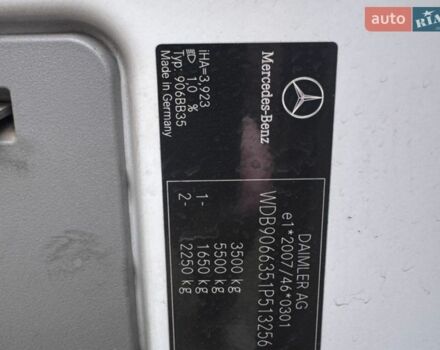 auto RIA
Mercedes-Benz
DAIMLER AG
e1*2007/46*0301
WDB9066351P513256
3500 kg
5500 kg
1- 1650 kg
2- 2250 kg
iHA=3,923
1,0 %
Typ: 906BB35
Made in Germany